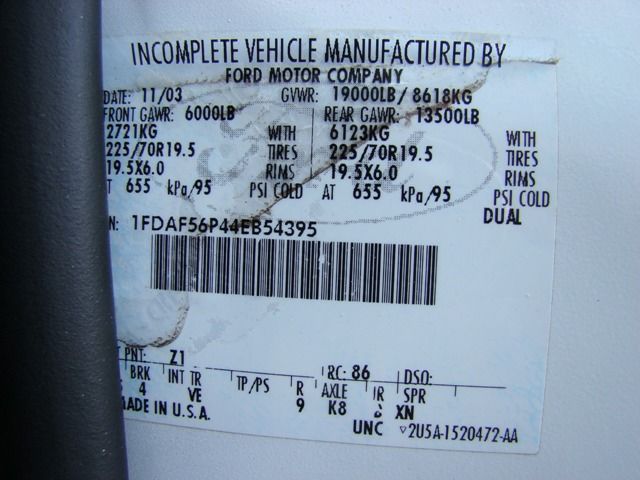 INCOMPLETE VEHICLE MANUFACTURED BY
FORD MOTOR COMPANY
DATE: 11/03 GVWR: 19000LB/ 8618KG
FRONT GAWR: 6000LB REAR GAWR: 13500LB
2721KG WITH 6123KG WITH
225/70R19.5 TIRES 225/70R19.5 TIRES
19.5X6.0 RIMS 19.5X6.0 RIMS
AT 655 kPa/95 PSI COLD AT 655 kPa/95 PSI COLD
DUAL
N: 1FDAF56P44EB54395
T PNT: Z1 RC: 86 DSO:
BRK INT TR TP/PS R AXLE R SPR
4 VE 9 K8 XN
MADE IN U.S.A.
UNC 2U5A-1520472-AA